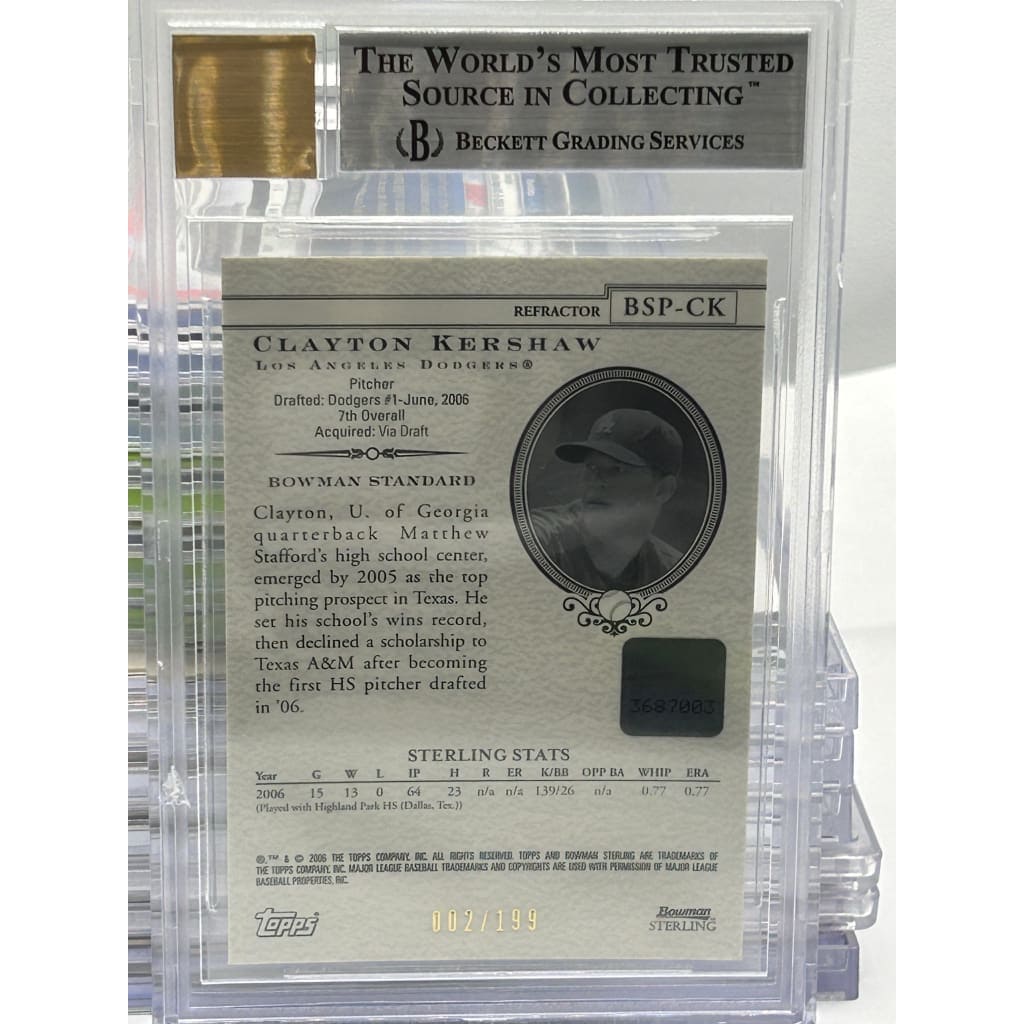 THE WORLD'S MOST TRUSTED
SOURCE IN COLLECTING™
B BECKETT GRADING SERVICES
REFRACTOR BSP-CK
CLAYTON KERSHAW
LOS ANGELES DODGERS®
Pitcher
Drafted: Dodgers #1-June, 2006
7th Overall
Acquired: Via Draft
BOWMAN STANDARD
Clayton, U. of Georgia
quarterback Matthew
Stafford's high school center,
emerged by 2005 as the top
pitching prospect in Texas. He
set his school's wins record,
then declined a scholarship to
Texas A&M after becoming
the first HS pitcher drafted
in '06.
3687003
STERLING STATS
Year G W L IP H R ER K/BB OPP BA WHIP ERA
2006 15 13 0 64 23 n/a n/a 139/26 n/a 0.77 0.77
(Played with Highland Park HS (Dallas, Tex.))
®,™ & © 2006 THE TOPPS COMPANY, INC. ALL RIGHTS RESERVED. TOPPS AND BOWMAN STERLING ARE TRADEMARKS OF
THE TOPPS COMPANY, INC. MAJOR LEAGUE BASEBALL TRADEMARKS AND COPYRIGHTS ARE USED WITH PERMISSION OF MAJOR LEAGUE
BASEBALL PROPERTIES, INC.
Topps® 002/199 Bowman
STERLING